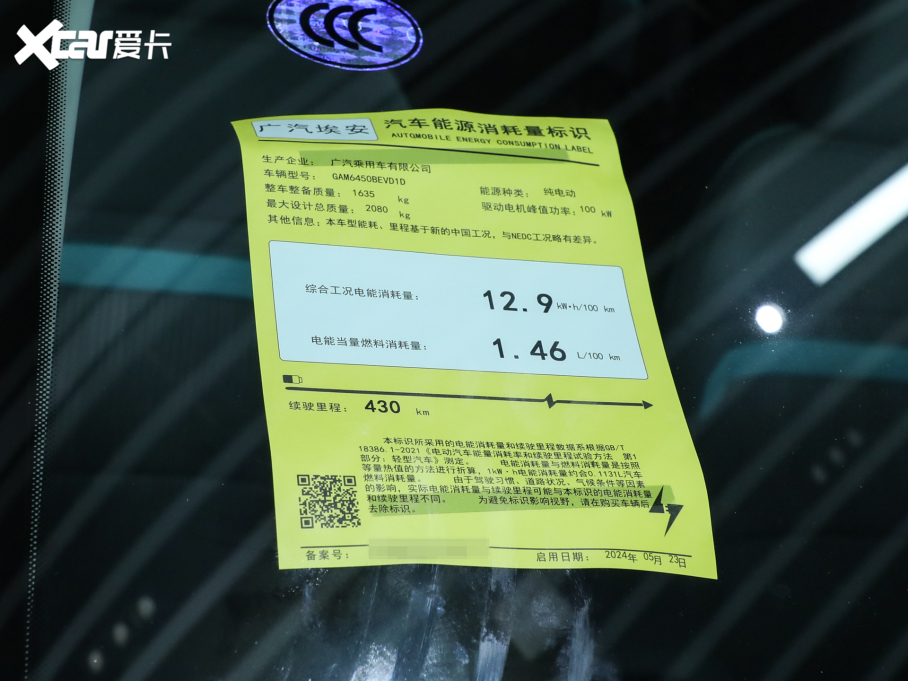 Xcar爱卡
CCC
广汽埃安 汽车能源消耗量标识
AUTOMOBILE ENERGY CONSUMPTION LABEL
生产企业： 广汽乘用车有限公司
车辆型号： GAM6450BEVD1D
整车整备质量： 1635 kg 能源种类： 纯电动
最大设计总质量： 2080 kg 驱动电机峰值功率：100 kW
其他信息：本车型能耗、里程基于新的中国工况，与NEDC工况略有差异。
综合工况电能消耗量： 12.9 kW·h/100 km
电能当量燃料消耗量： 1.46 L/100 km
续驶里程： 430 km
本标识所采用的电能消耗量和续驶里程数据系根据GB/T
18386.1-2021《电动汽车能量消耗率和续驶里程试验方法 第1
部分：轻型汽车》测定。 电能消耗量与燃料消耗量是按照
等量热值的方法进行折算，1kW·h电能消耗量约合0.1131L汽车
燃料消耗量。 由于驾驶习惯、道路状况、气候条件等因素
的影响，实际电能消耗量与续驶里程可能与本标识的电能消耗量
和续驶里程不同。 为避免标识影响视野，请在购买车辆后
去除标识。
备案号： 启用日期： 2024年 05月 23日